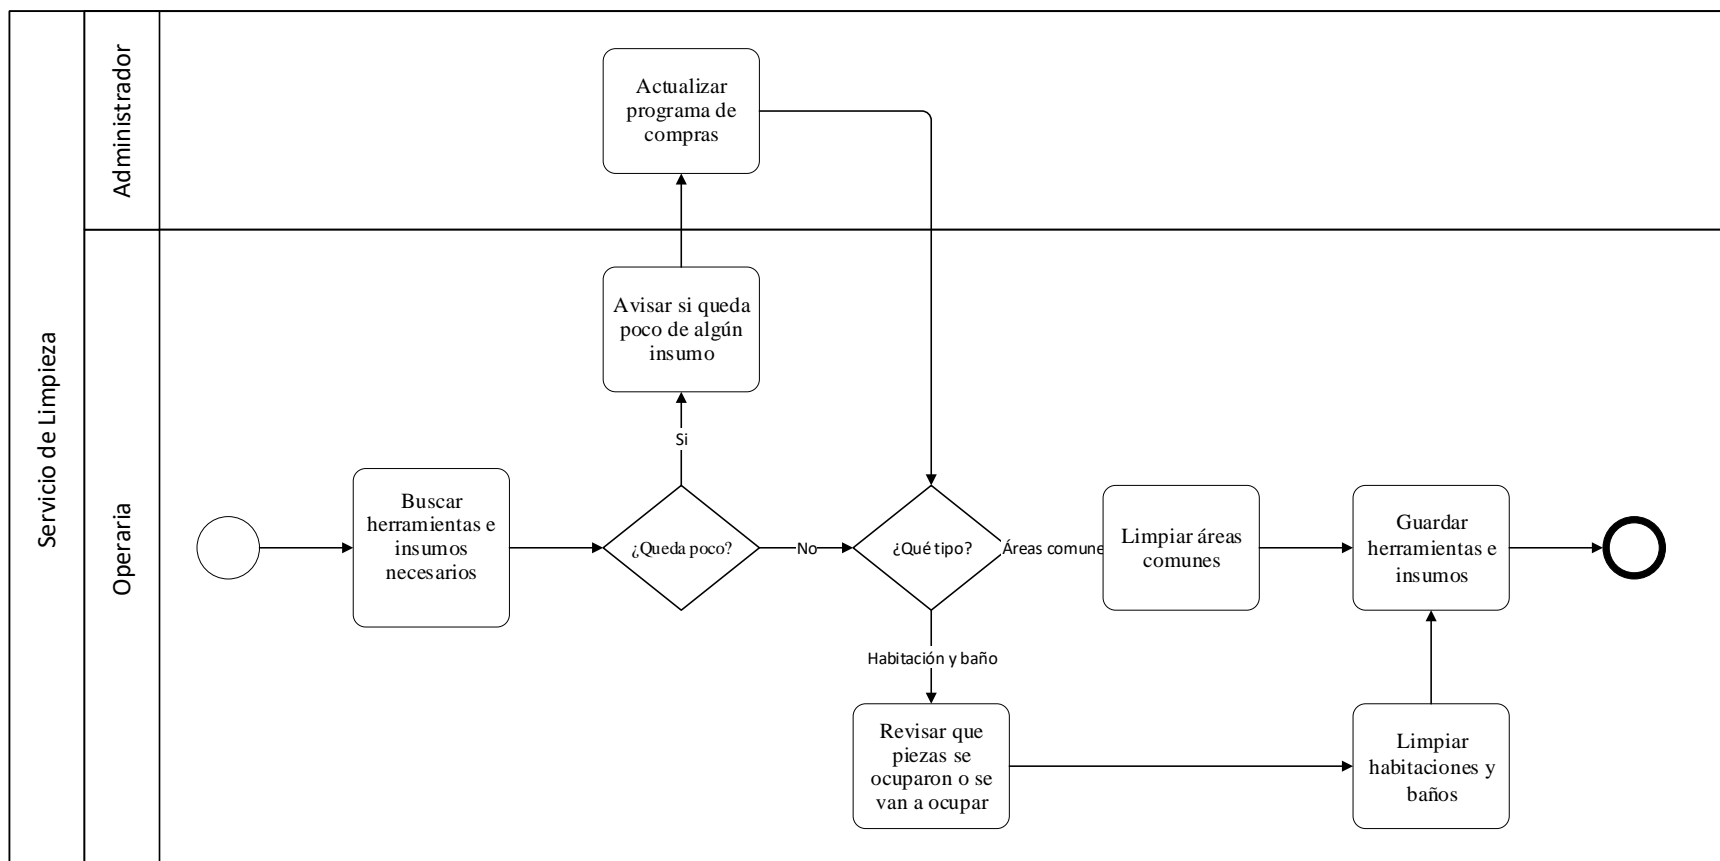 Servicio de Limpieza
Administrador
Actualizar
programa de
compras
Operaria
Avisar si queda
poco de algún
insumo
Si
Buscar
herramientas e
insumos
necesarios
¿Queda poco?
No
¿Qué tipo?
Áreas comune
Limpiar áreas
comunes
Guardar
herramientas e
insumos
Habitación y baño
Revisar que
piezas se
ocuparon o se
van a ocupar
Limpiar
habitaciones y
baños